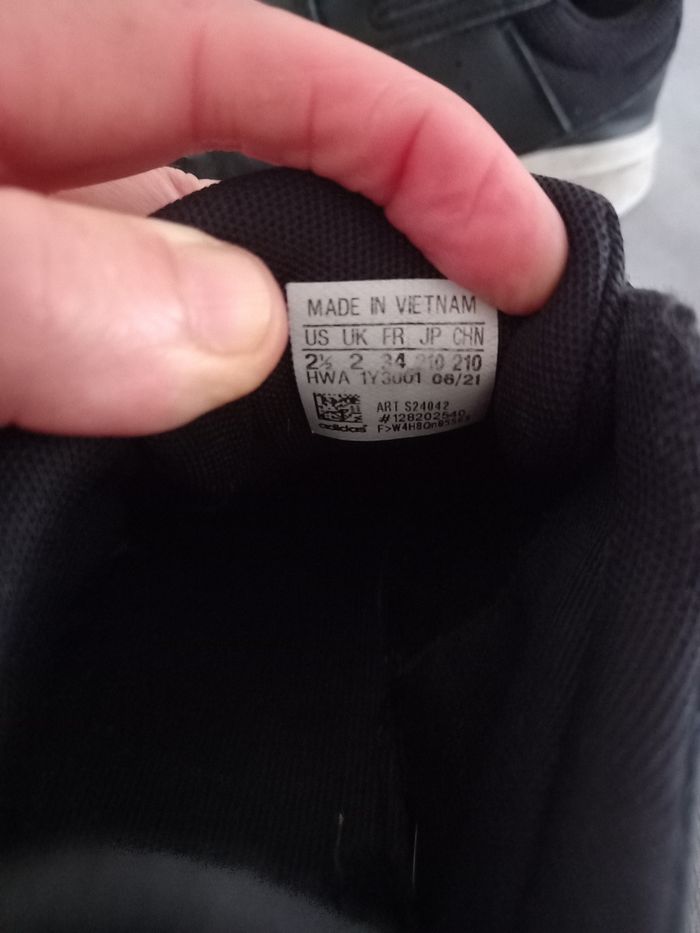 MADE IN VIETNAM
US UK FR JP CHN
2½ 2 34 210 210
HWA 1Y3001 06/21
ART S24042
#128202540
adidas